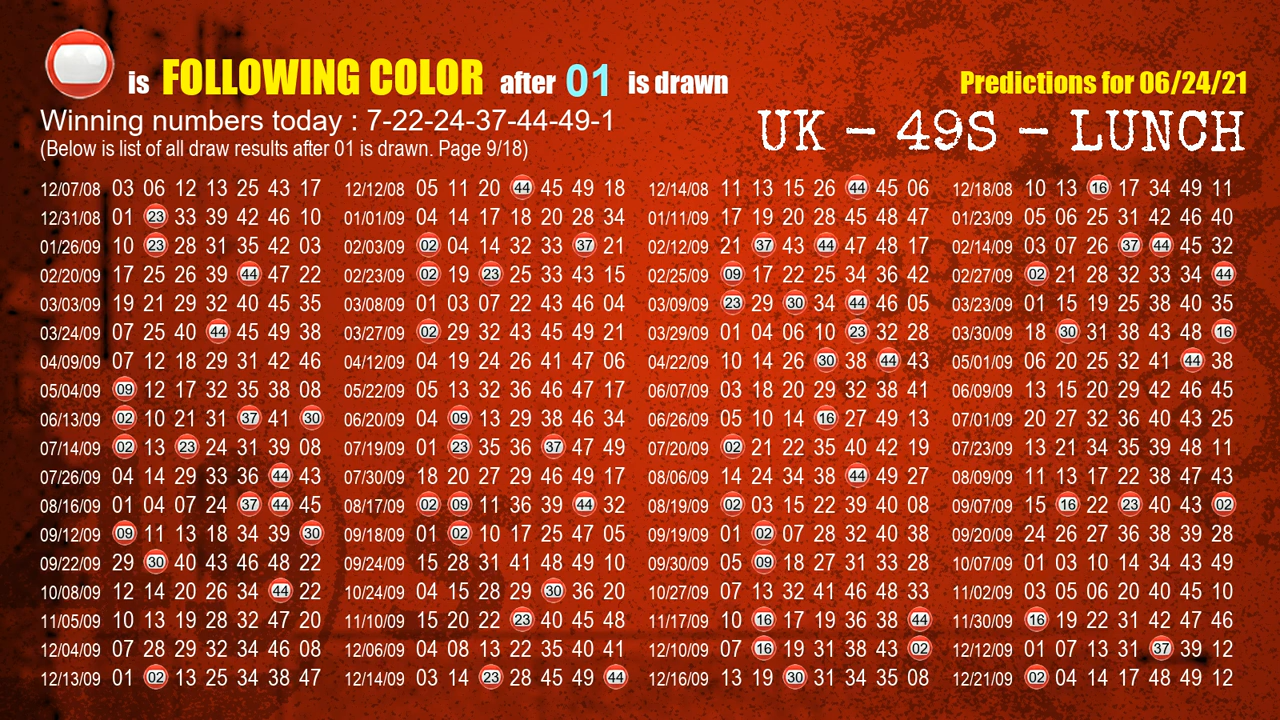 is FOLLOWING COLOR after 01 is drawn Predictions for 06/24/21
Winning numbers today : 7-22-24-37-44-49-1 UK - 49S - LUNCH
(Below is list of all draw results after 01 is drawn. Page 9/18)
12/07/08 03 06 12 13 25 43 17 12/12/08 05 11 20 44 45 49 18 12/14/08 11 13 15 26 44 45 06 12/18/08 10 13 16 17 34 49 11
12/31/08 01 23 33 39 42 46 10 01/01/09 04 14 17 18 20 28 34 01/11/09 17 19 20 28 45 48 47 01/23/09 05 06 25 31 42 46 40
01/26/09 10 23 28 31 35 42 03 02/03/09 02 04 14 32 33 37 21 02/12/09 21 37 43 44 47 48 17 02/14/09 03 07 26 37 44 45 32
02/20/09 17 25 26 39 44 47 22 02/23/09 02 19 23 25 33 43 15 02/25/09 09 17 22 25 34 36 42 02/27/09 02 21 28 32 33 34 44
03/03/09 19 21 29 32 40 45 35 03/08/09 01 03 07 22 43 46 04 03/09/09 23 29 30 34 44 46 05 03/23/09 01 15 19 25 38 40 35
03/24/09 07 25 40 44 45 49 38 03/27/09 02 29 32 43 45 49 21 03/29/09 01 04 06 10 23 32 28 03/30/09 18 30 31 38 43 48 16
04/09/09 07 12 18 29 31 42 46 04/12/09 04 19 24 26 41 47 06 04/22/09 10 14 26 30 38 44 43 05/01/09 06 20 25 32 41 44 38
05/04/09 09 12 17 32 35 38 08 05/22/09 05 13 32 36 46 47 17 06/07/09 03 18 20 29 32 38 41 06/09/09 13 15 20 29 42 46 45
06/13/09 02 10 21 31 37 41 30 06/20/09 04 09 13 29 38 46 34 06/26/09 05 10 14 16 27 49 13 07/01/09 20 27 32 36 40 43 25
07/14/09 02 13 23 24 31 39 08 07/19/09 01 23 35 36 37 47 49 07/20/09 02 21 22 35 40 42 19 07/23/09 13 21 34 35 39 48 11
07/26/09 04 14 29 33 36 44 43 07/30/09 18 20 27 29 46 49 17 08/06/09 14 24 34 38 44 49 27 08/09/09 11 13 17 22 38 47 43
08/16/09 01 04 07 24 37 44 45 08/17/09 02 09 11 36 39 44 32 08/19/09 02 03 15 22 39 40 08 09/07/09 15 16 22 23 40 43 02
09/12/09 09 11 13 18 34 39 30 09/18/09 01 02 10 17 25 47 05 09/19/09 01 02 07 28 32 40 38 09/20/09 24 26 27 36 38 39 28
09/22/09 29 30 40 43 46 48 22 09/24/09 15 28 31 41 48 49 10 09/30/09 05 09 18 27 31 33 28 10/07/09 01 03 10 14 34 43 49
10/08/09 12 14 20 26 34 44 22 10/24/09 04 15 28 29 30 36 20 10/27/09 07 13 32 41 46 48 33 11/02/09 03 05 06 20 40 45 10
11/05/09 10 13 19 28 32 47 20 11/10/09 15 20 22 23 40 45 48 11/17/09 10 16 17 19 36 38 44 11/30/09 16 19 22 31 42 47 46
12/04/09 07 28 29 32 34 46 08 12/06/09 04 08 13 22 35 40 41 12/10/09 07 16 19 31 38 43 02 12/12/09 01 07 13 31 37 39 12
12/13/09 01 02 13 25 34 38 47 12/14/09 03 14 23 28 45 49 44 12/16/09 13 19 30 31 34 35 08 12/21/09 02 04 14 17 48 49 12